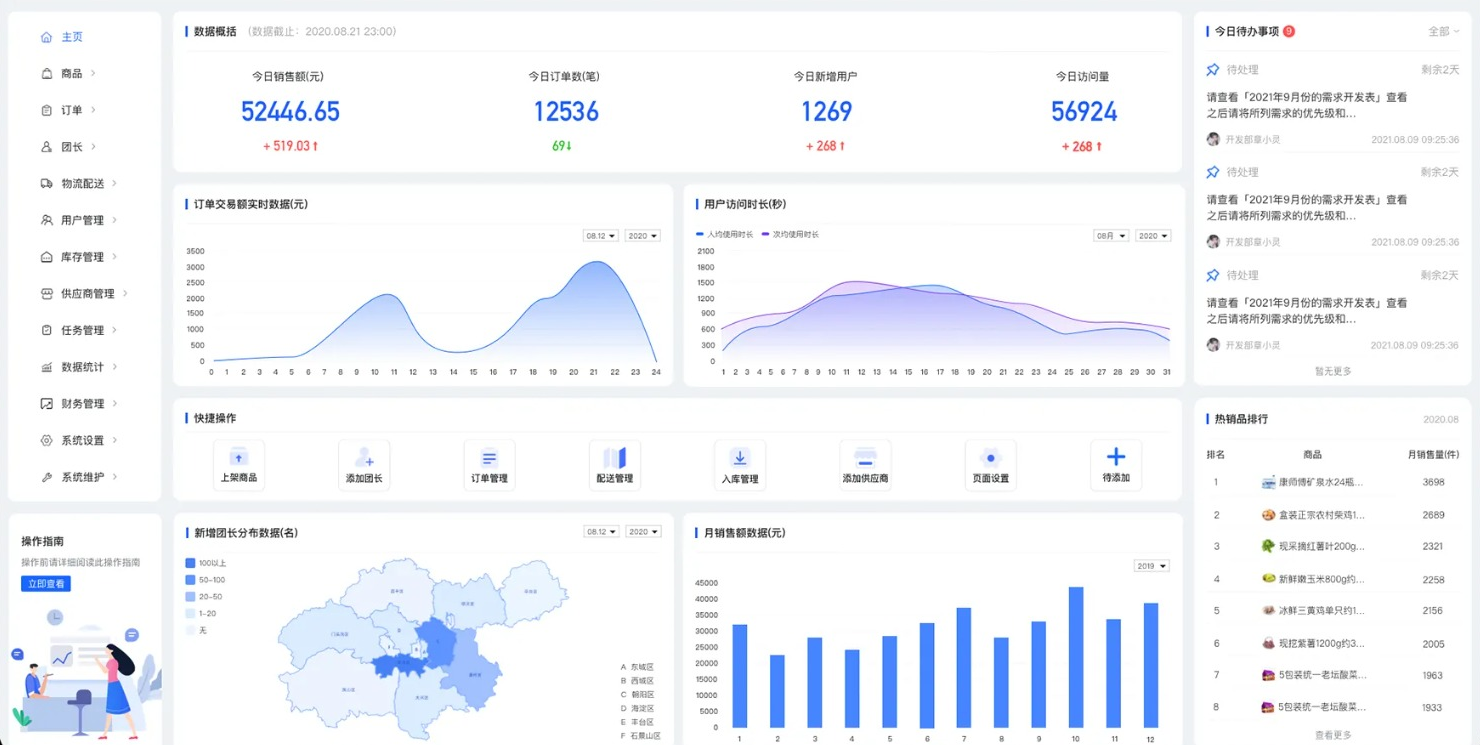 主页
商品
订单
团长
物流配送
用户管理
库存管理
供应商管理
任务管理
数据统计
财务管理
系统设置
系统维护
操作指南
操作前请详细阅读此操作指南
立即查看
数据概括 (数据截止: 2020.08.21 23:00)
今日销售额(元) 今日订单数(笔) 今日新增用户 今日访问量
52446.65 12536 1269 56924
+ 519.03↑ 69↓ + 268 ↑ + 268 ↑
订单交易额实时数据(元)
08.12 2020
3500
3000
2500
2000
1500
1000
500
0
0 1 2 3 4 5 6 7 8 9 10 11 12 13 14 15 16 17 18 19 20 21 22 23 24
用户访问时长(秒)
人均使用时长 次均使用时长
08月 2020
2100
1800
1500
1200
900
600
300
0
1 2 3 4 5 6 7 8 9 10 11 12 13 14 15 16 17 18 19 20 21 22 23 24 25 26 27 28 29 30 31
快捷操作
上架商品 添加团长 订单管理 配送管理 入库管理 添加供应商 页面设置 待添加
新增团长分布数据(名)
08.12 2020
100以上
50-100
20-50
1-20
无
A 东城区
B 西城区
C 朝阳区
D 海淀区
E 丰台区
F 石景山区
月销售额数据(元)
2019
45000
40000
35000
30000
25000
20000
15000
10000
5000
0
1 2 3 4 5 6 7 8 9 10 11 12
今日待办事项 9 全部
待处理 剩余2天
请查看「2021年9月份的需求开发表」查看
之后请将所列需求的优先级和...
开发部章小灵 2021.08.09 09:25:36
待处理 剩余2天
请查看「2021年9月份的需求开发表」查看
之后请将所列需求的优先级和...
开发部章小灵 2021.08.09 09:25:36
待处理 剩余2天
请查看「2021年9月份的需求开发表」查看
之后请将所列需求的优先级和...
开发部章小灵 2021.08.09 09:25:36
暂无更多
热销品排行 2020.08
排名 商品 月销售量(件)
1 康师傅矿泉水24瓶... 3698
2 盒装正宗农村柴鸡1... 2689
3 现采摘红薯叶200g... 2321
4 新鲜嫩玉米800g约... 2258
5 冰鲜三黄鸡单只约1... 2156
6 现挖紫薯1200g约3... 2005
7 5包装统一老坛酸菜... 1963
8 5包装统一老坛酸菜... 1933
查看更多